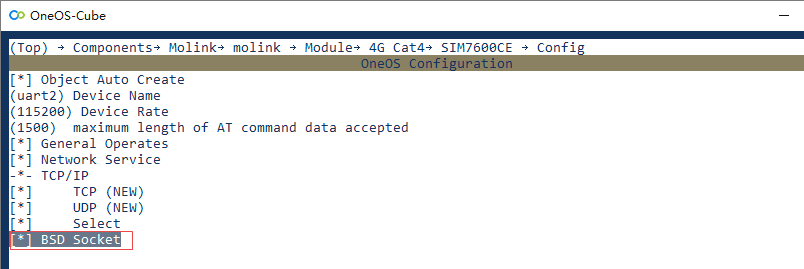 OneOS-Cube
(Top) → Components→ Molink→ molink → Module→ 4G Cat4→ SIM7600CE → Config
OneOS Configuration
[*] Object Auto Create
(uart2) Device Name
(115200) Device Rate
(1500)  maximum length of AT command data accepted
[*] General Operates
[*] Network Service
-*- TCP/IP
[*]     TCP (NEW)
[*]     UDP (NEW)
[*]     Select
[*] BSD Socket